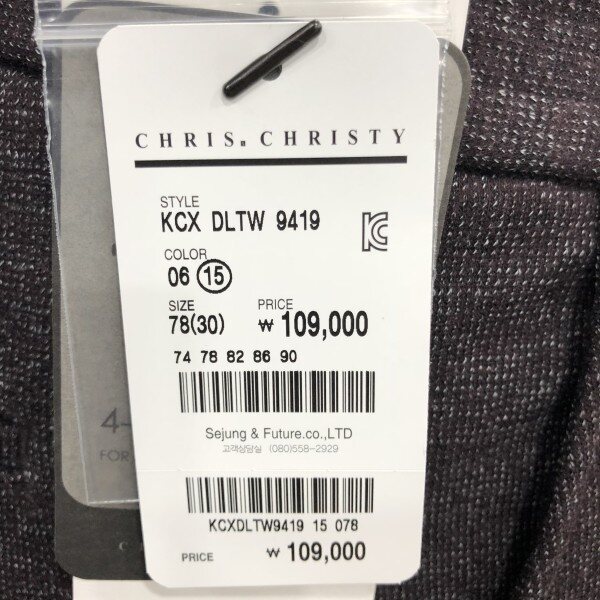 CHRIS. CHRISTY
STYLE
KCX DLTW 9419
COLOR
06 15
SIZE PRICE
78(30) ₩ 109,000
74 78 82 86 90
Sejung & Future.co.,LTD
고객상담실 (080)558-2929
KCXDLTW9419 15 078
PRICE ₩ 109,000
4-
FOR
C